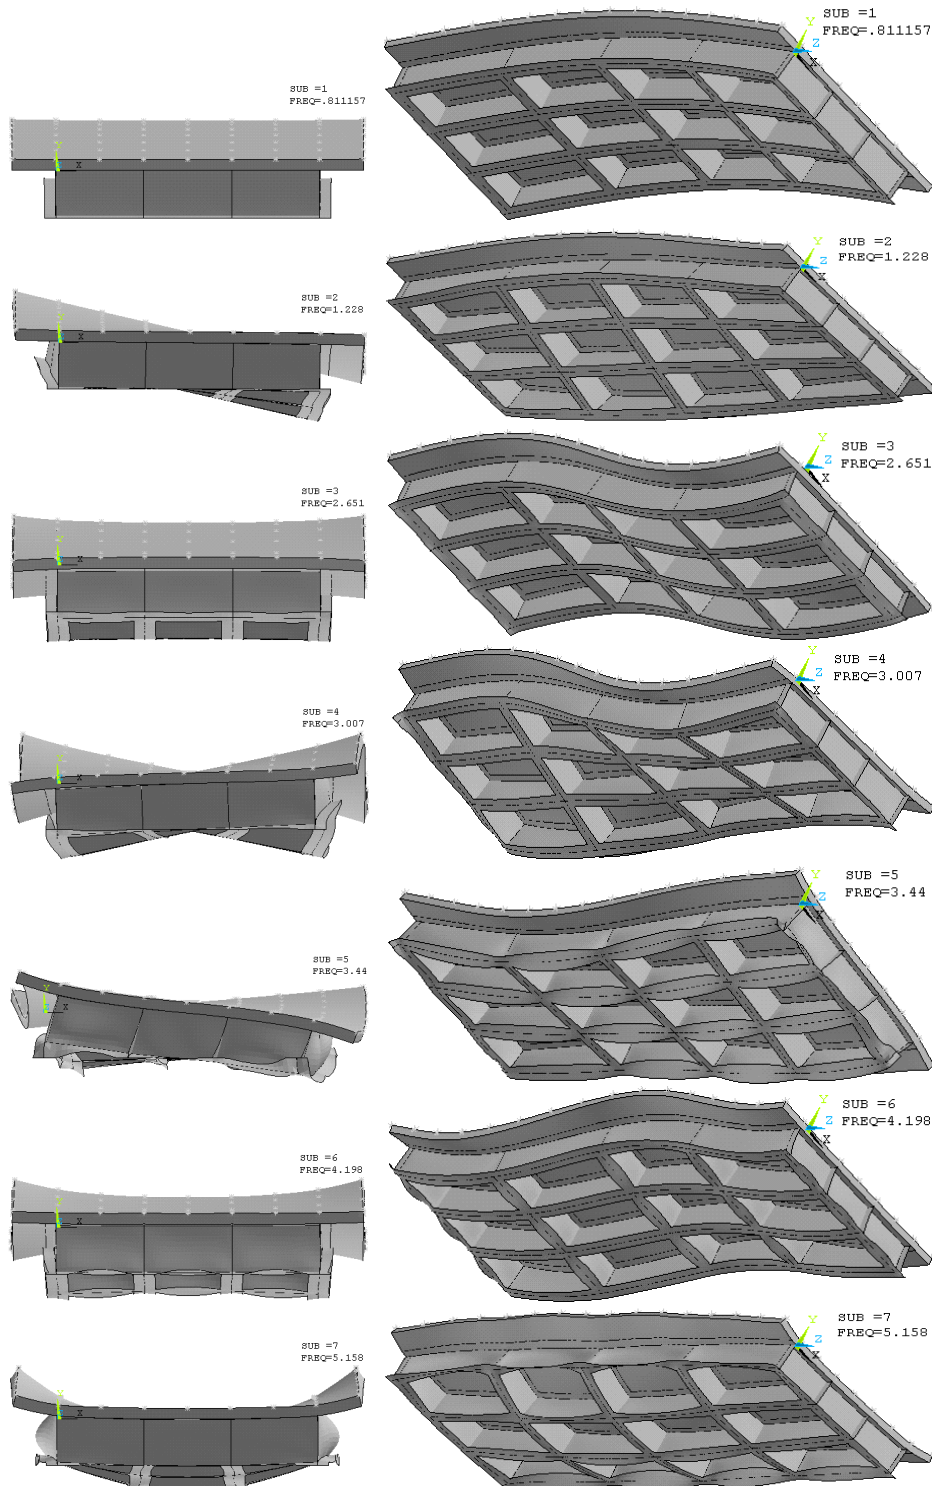 SUB =1
FREQ=.811157
Y
X
SUB =1
FREQ=.811157
Y
Z
X
SUB =2
FREQ=1.228
Y
X
SUB =2
FREQ=1.228
Y
Z
X
SUB =3
FREQ=2.651
Y
X
SUB =3
FREQ=2.651
Y
Z
X
SUB =4
FREQ=3.007
Y
X
SUB =4
FREQ=3.007
Y
Z
X
SUB =5
FREQ=3.44
Y
X
SUB =5
FREQ=3.44
Y
Z
X
SUB =6
FREQ=4.198
Y
X
SUB =6
FREQ=4.198
Y
Z
X
SUB =7
FREQ=5.158
Y
X
SUB =7
FREQ=5.158
Y
Z
X